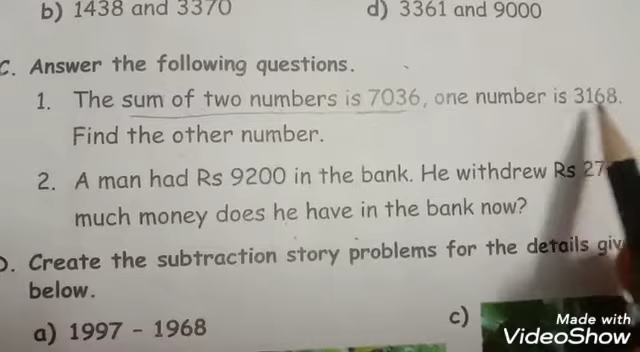 b) 1438 and 3370
d) 3361 and 9000
C. Answer the following questions.
1. The sum of two numbers is 7036, one number is 3168.
Find the other number.
2. A man had Rs 9200 in the bank. He withdrew Rs 27
much money does he have in the bank now?
D. Create the subtraction story problems for the details giv
below.
a) 1997 - 1968
c)
Made with
VideoShow